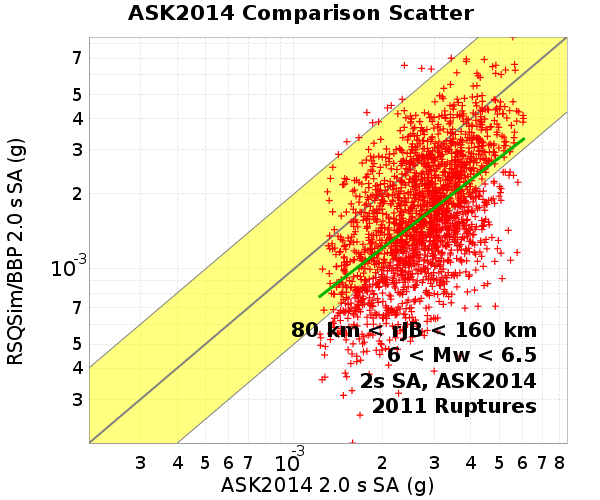 ASK2014 Comparison Scatter
RSQSim/BBP 2.0 s SA (g)
7
5
4
3
2
10-3
7
5
4
3
80 km < rJB < 160 km
6 < Mw < 6.5
2s SA, ASK2014
2011 Ruptures
3 4 5 6 7 10-3 2 3 4 5 6 7 8
ASK2014 2.0 s SA (g)